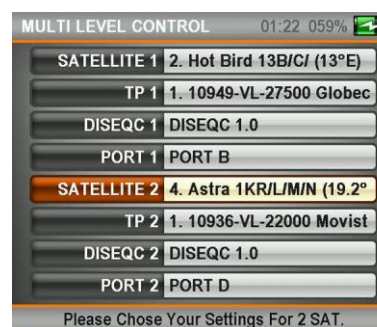 MULTI LEVEL CONTROL 01:22 059%
SATELLITE 1 2. Hot Bird 13B/C/ (13°E)
TP 1 1. 10949-VL-27500 Globec
DISEQC 1 DISEQC 1.0
PORT 1 PORT B
SATELLITE 2 4. Astra 1KR/L/M/N (19.2°
TP 2 1. 10936-VL-22000 Movist
DISEQC 2 DISEQC 1.0
PORT 2 PORT D
Please Chose Your Settings For 2 SAT.